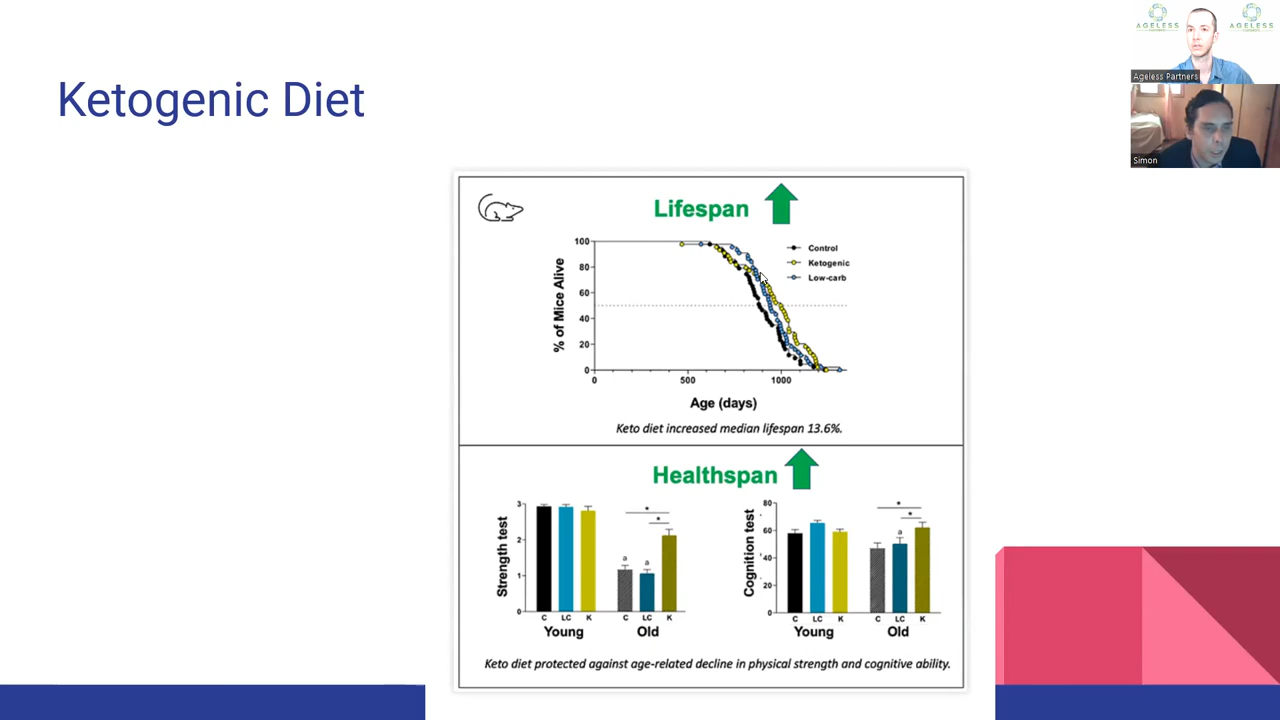 AGELESS
AGELESS
Ageless Partners
Simon
Ketogenic Diet
Lifespan
% of Mice Alive
100
80
60
40
20
0
Control
Ketogenic
Low-carb
0
500
1000
Age (days)
Keto diet increased median lifespan 13.6%.
Healthspan
Strength test
3
2
1
0
*
*
a
a
C LC K C LC K
Young Old
Cognition test
80
60
40
20
0
*
*
a
C LC K C LC K
Young Old
Keto diet protected against age-related decline in physical strength and cognitive ability.